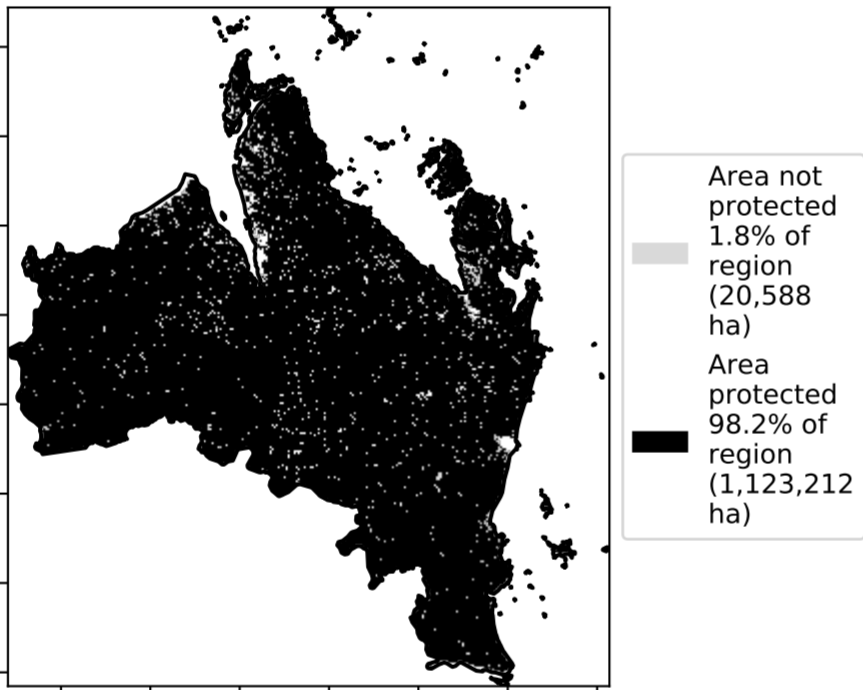 Area not
protected
1.8% of
region
(20,588
ha)
Area
protected
98.2% of
region
(1,123,212
ha)